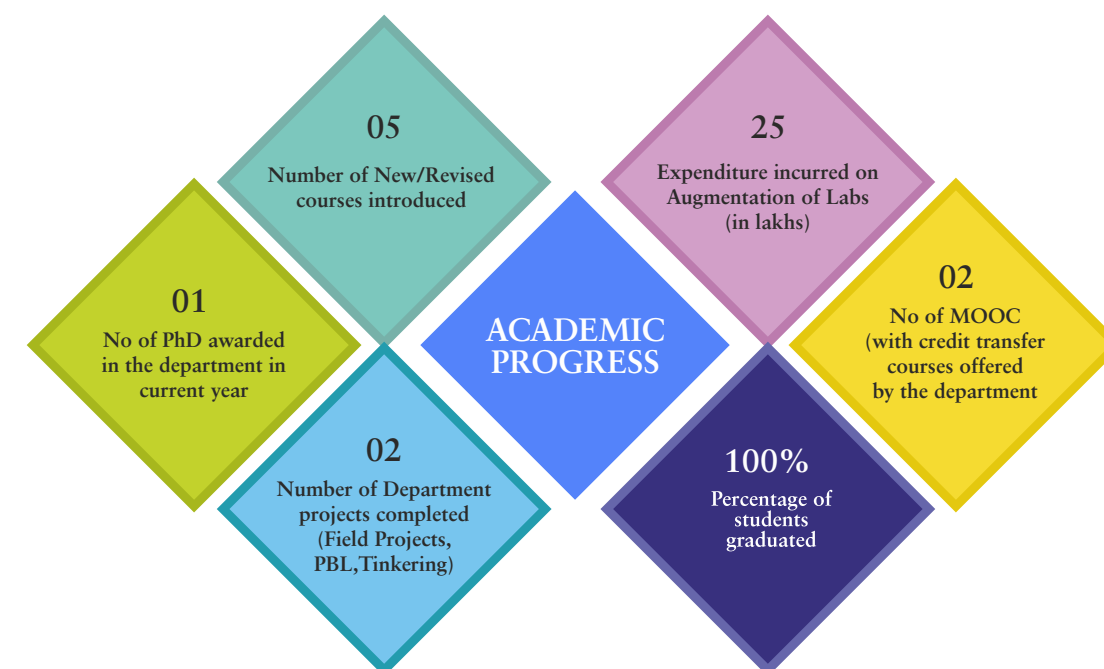 05
Number of New/Revised
courses introduced
25
Expenditure incurred on
Augmentation of Labs
(in lakhs)
01
No of PhD awarded
in the department in
current year
ACADEMIC
PROGRESS
02
No of MOOC
(with credit transfer
courses offered
by the department
02
Number of Department
projects completed
(Field Projects,
PBL,Tinkering)
100%
Percentage of
students
graduated